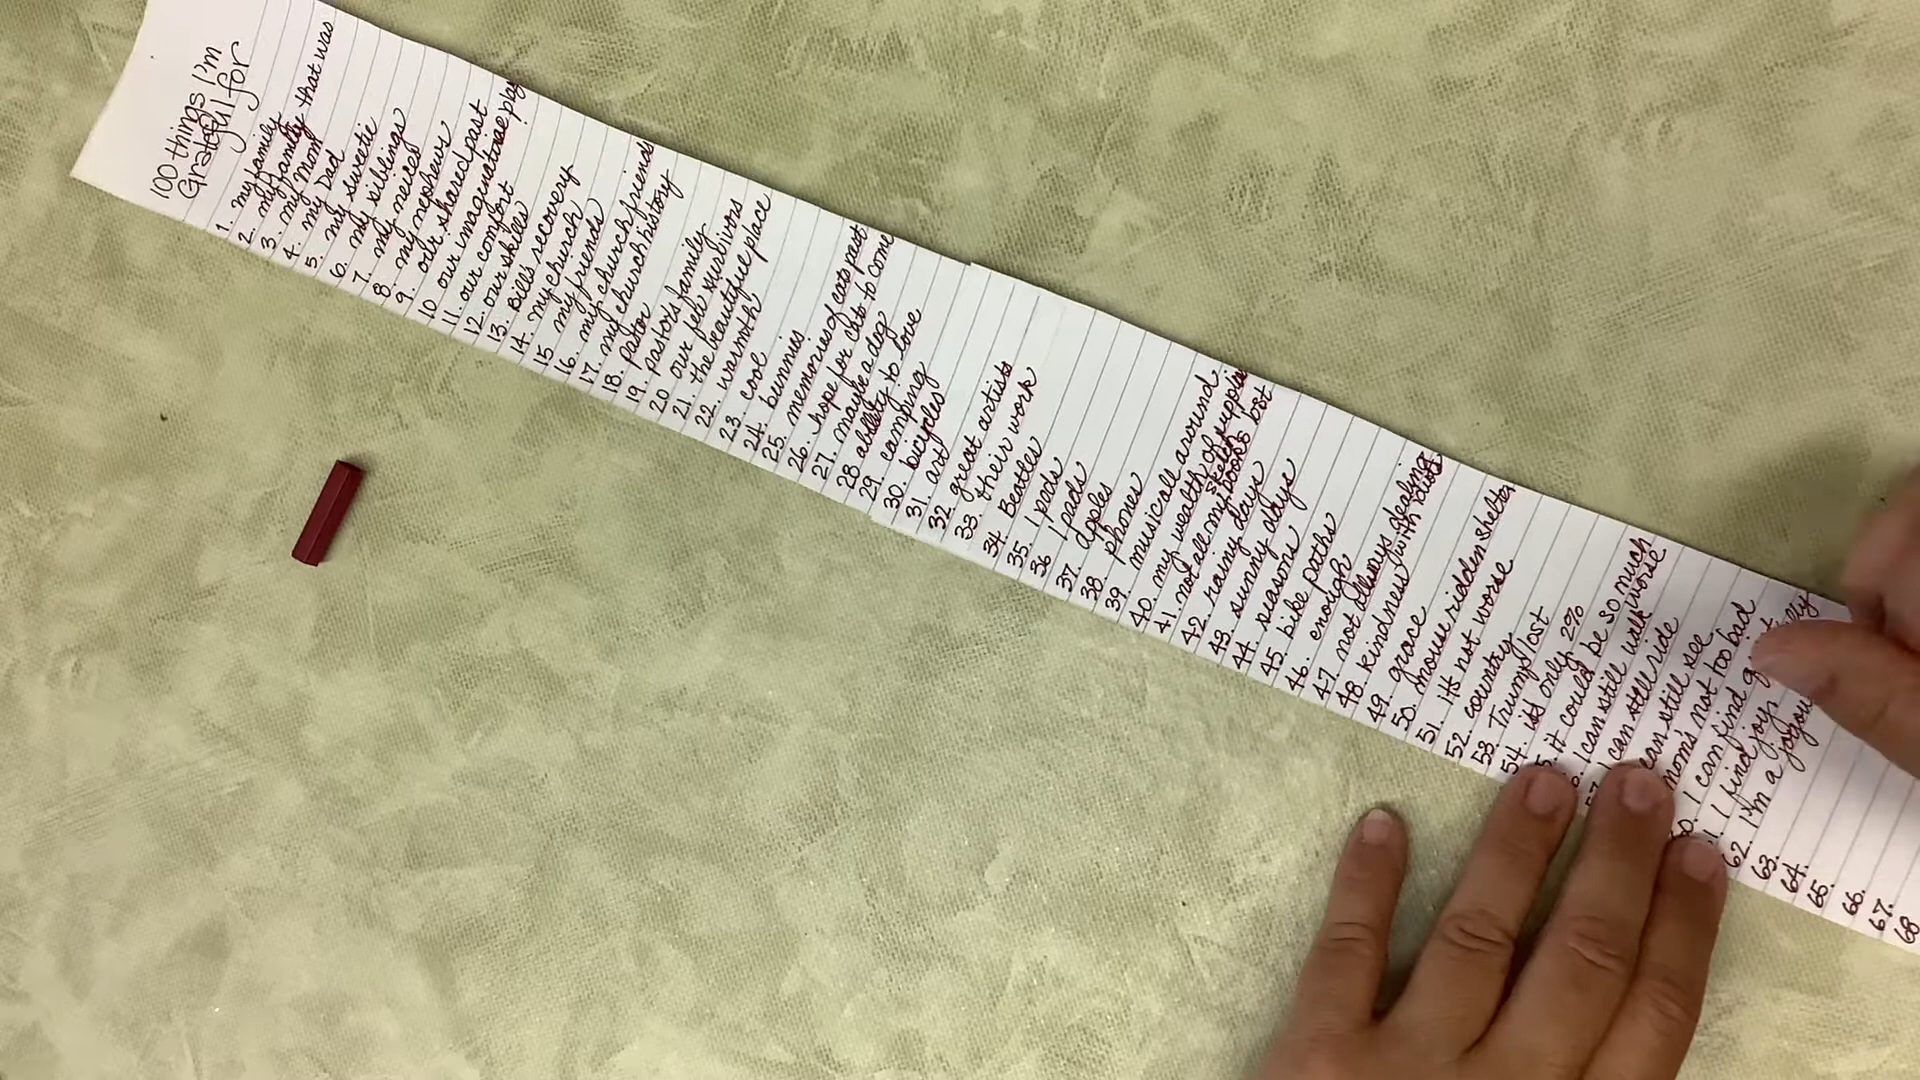 100 things I'm
Grateful for
1. my family
2. my family that was
3. my mom
4. my Dad
5. my sweetie
6. my siblings
7. my neices
8. my nephews
9. our shared past
10 our imaginative play
11. our comfort
12. our skills
13. Bill's recovery
14. my church
15 my friends
16. my church friends
17. my church history
18. pastor
19. pastor's family
20 our fell survivors
21. the beautiful place
22. warmth
23 cool
24. bunnies
25. memories of cats past
26. hope for cats to come
27. maybe a dog
28 ability to love
29. camping
30. bicycles
31. art
32. great artists
33. their work
34. Beatles
35. I pods
36 I pads
37. apples
38. phones
39. musical around
40. my wealth of supplies
41. not all my sketch books lost
42. rainy days
43. sunny days
44. seasons
45. bike paths
46. enough
47. not always dealing with idiots
48. kindness
49. grace
50. mouse ridden shelter
51. it's not worse
52. country
53. Trump lost
54. it's only 2%
5. it could be so much worse
6. I can still walk
57. I can still ride
can still see
mom's not too bad
60. I can find
61. I find joy
62. I'm a
63.
64.
65.
66.
67.
68